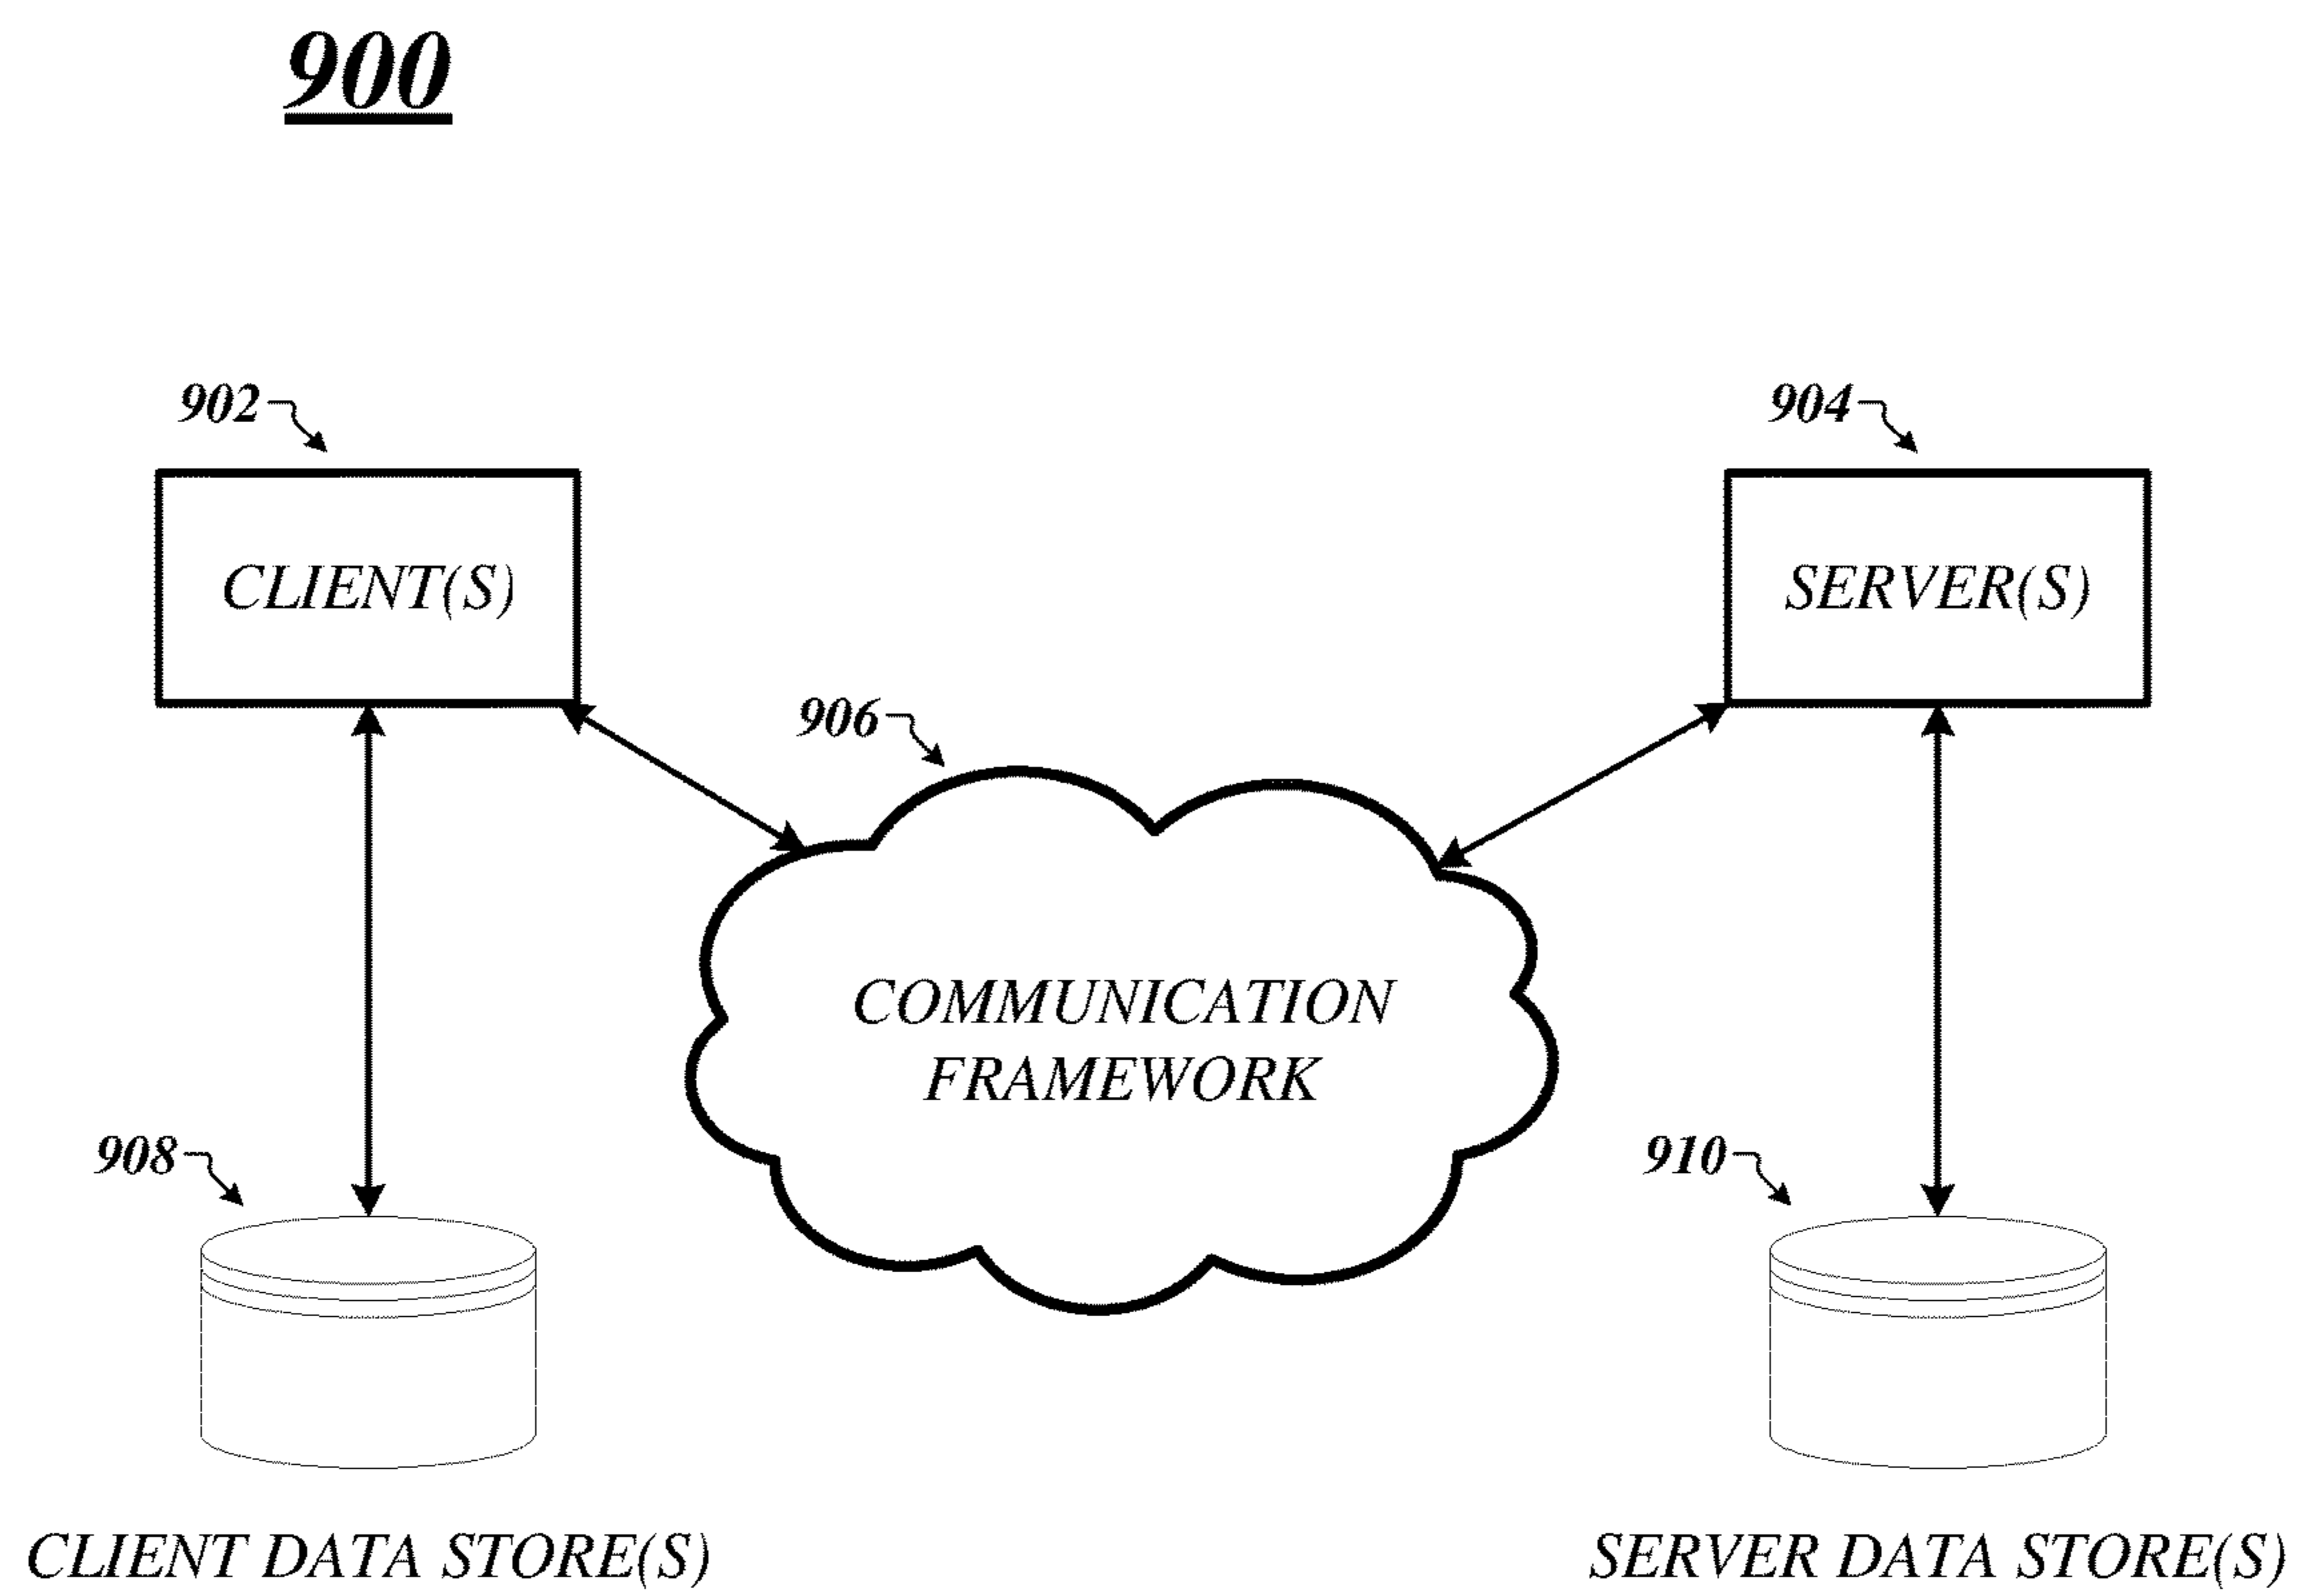 900
902
904
CLIENT(S)
SERVER(S)
906
COMMUNICATION
FRAMEWORK
908
910
CLIENT DATA STORE(S)
SERVER DATA STORE(S)